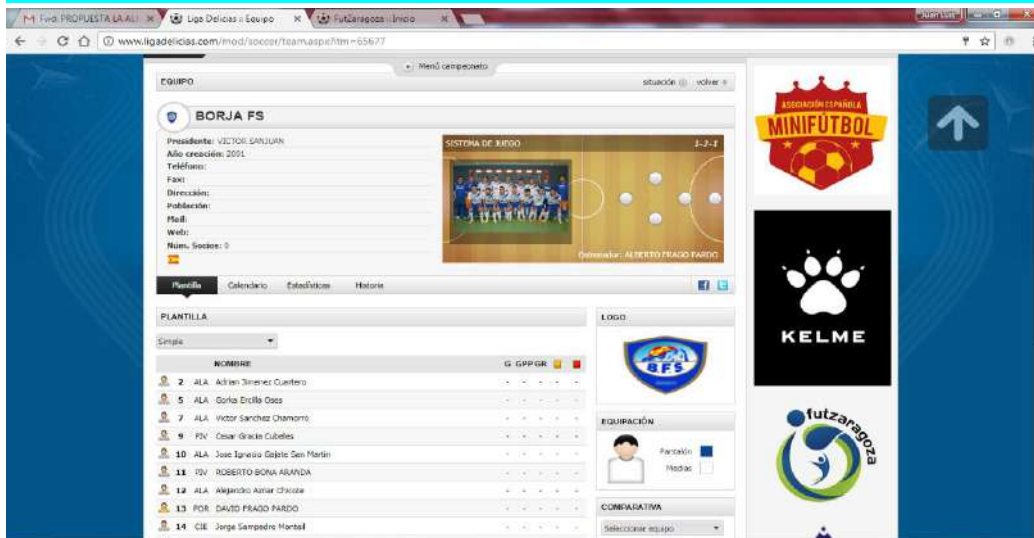 Fwd: PROPUESTA LA ALI
Liga Delicias :: Equipo
FutZaragoza :: Inicio
Juan Luis
www.ligadelicias.com/mod/soccer/team.aspx?itm=65677
Menú campeonato
EQUIPO
situación
volver
BORJA FS
Presidente: VICTOR SANJUAN
Año creación: 2001
Teléfono:
Fax:
Dirección:
Población:
Mail:
Web:
Núm. Socios: 0
SISTEMA DE JUEGO
1-2-1
Entrenador: ALBERTO FRAGO PARDO
Plantilla
Calendario
Estadísticas
Historia
PLANTILLA
Simple
NOMBRE G GPP GR
2 ALA Adrian Jimenez Cuartero - - - - -
5 ALA Gorka Ercilla Oses - - - - -
7 ALA Victor Sanchez Chamorro - - - - -
9 PIV Cesar Gracia Cubeles - - - - -
10 ALA Jose Ignacio Gajate San Martin - - - - -
11 PIV ROBERTO BONA ARANDA - - - - -
12 ALA Alejandro Aznar Chicote - - - - -
13 POR DAVID FRAGO PARDO - - - - -
14 CIE Jorge Sampedro Monteil - - - - -
LOGO
B.F.S
EQUIPACIÓN
Pantalón
Medias
COMPARATIVA
Seleccionar equipo
ASOCIACIÓN ESPAÑOLA
MINIFÚTBOL
KELME
futzaragoza